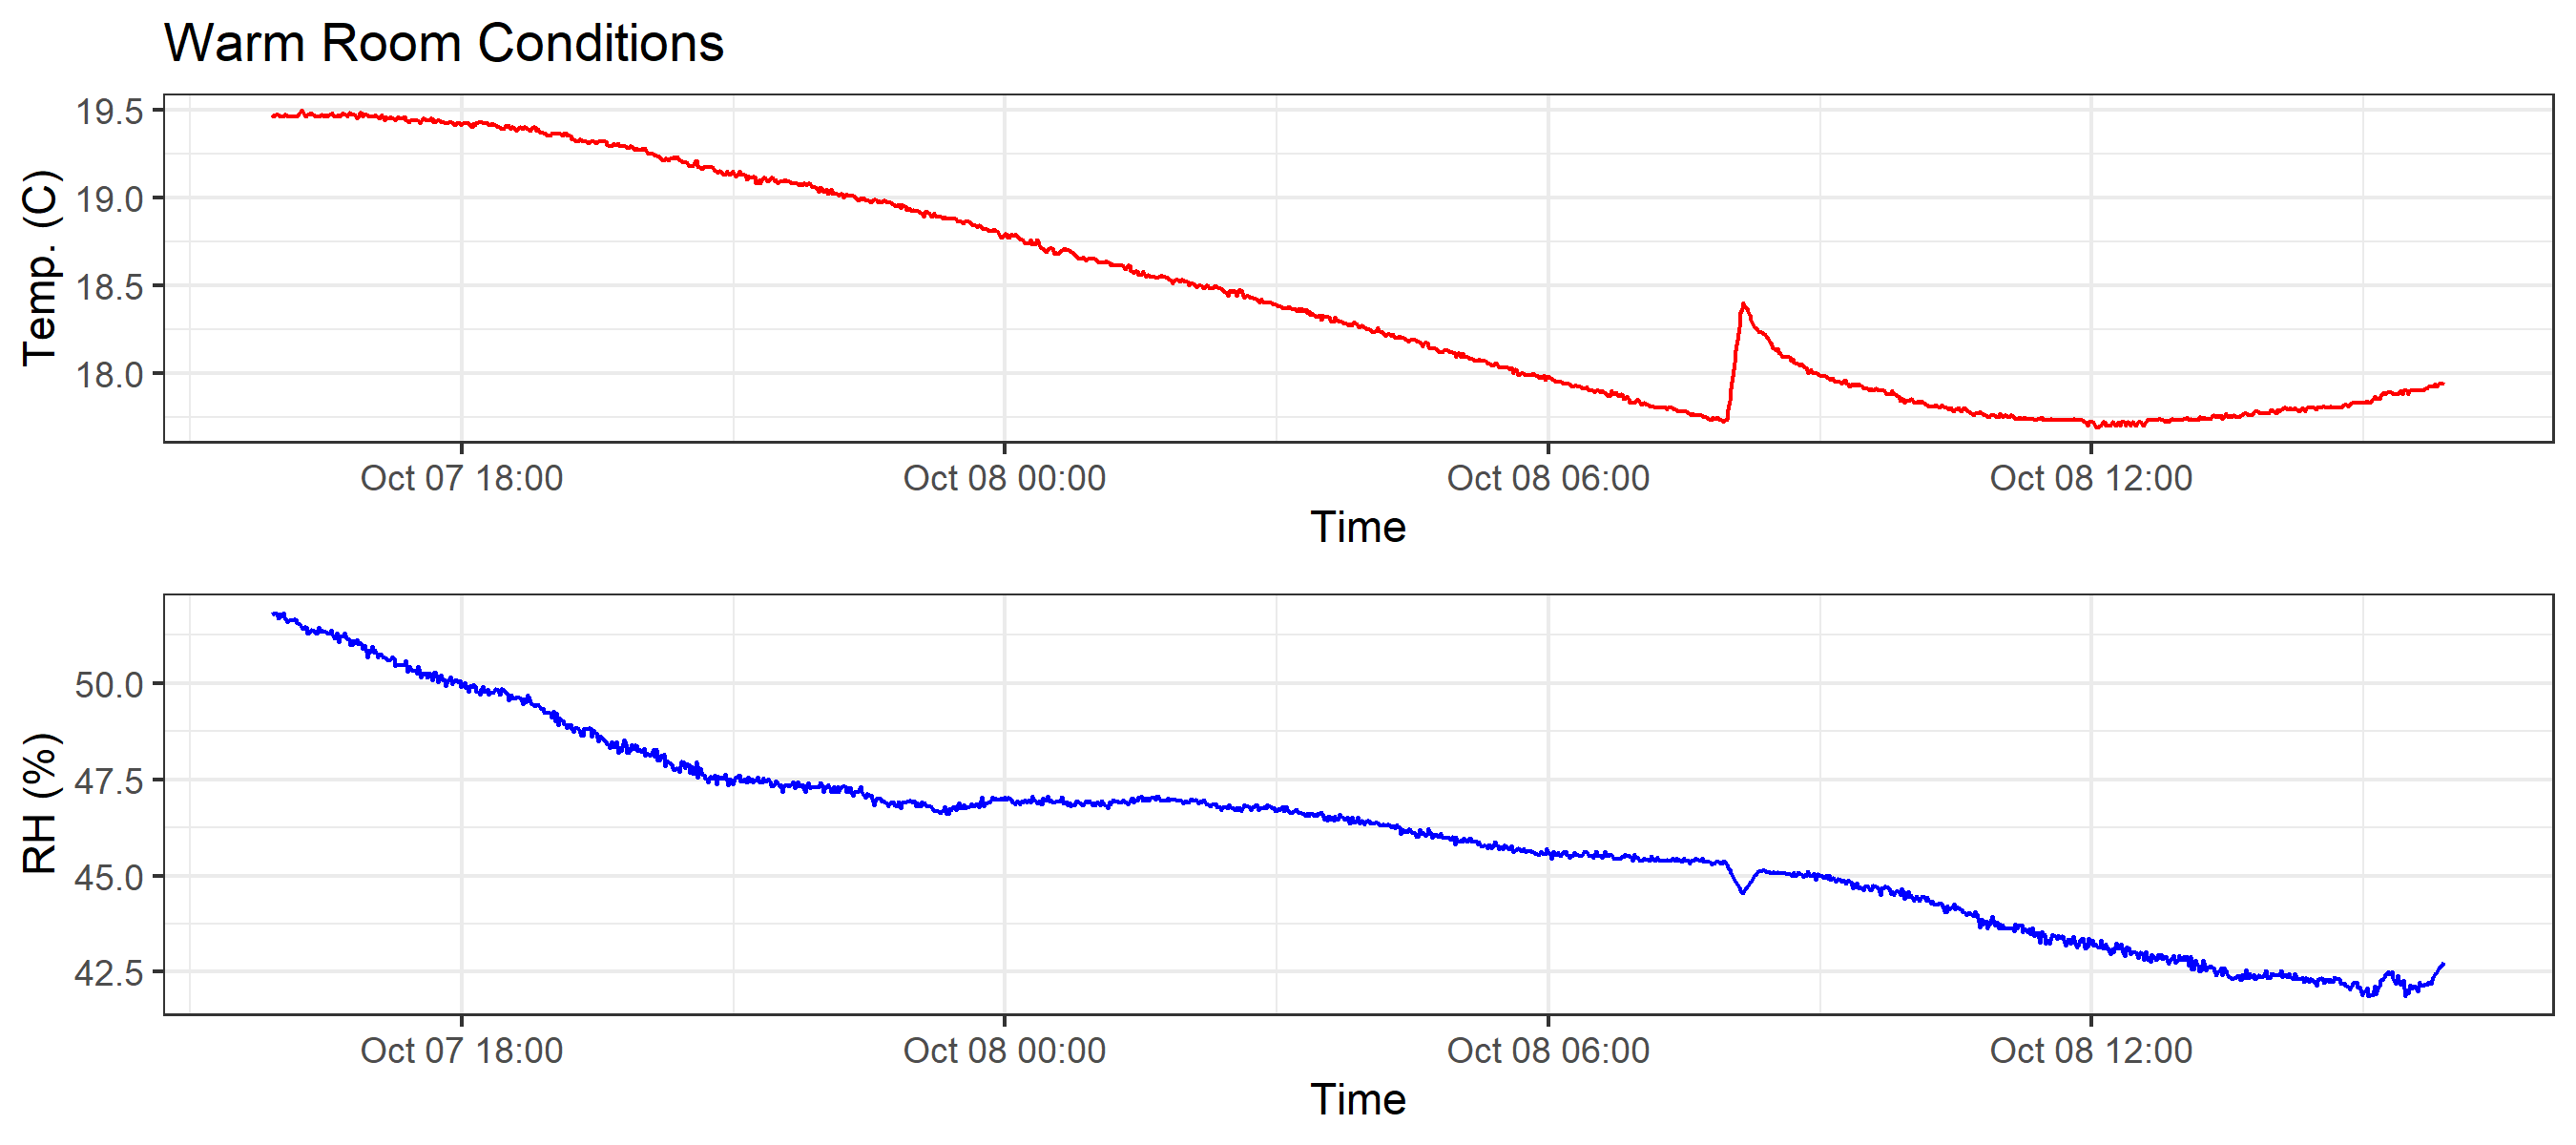 Warm Room Conditions
19.5
19.0
18.5
18.0
Temp. (C)
Oct 07 18:00 Oct 08 00:00 Oct 08 06:00 Oct 08 12:00
Time
50.0
47.5
45.0
42.5
RH (%)
Oct 07 18:00 Oct 08 00:00 Oct 08 06:00 Oct 08 12:00
Time